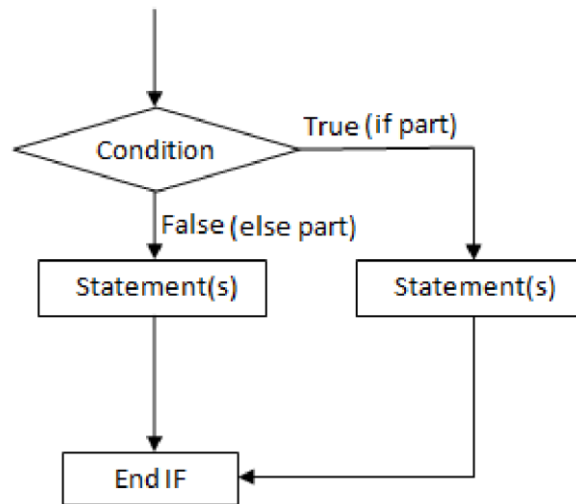 True (if part)
Condition
False (else part)
Statement(s)
Statement(s)
End IF